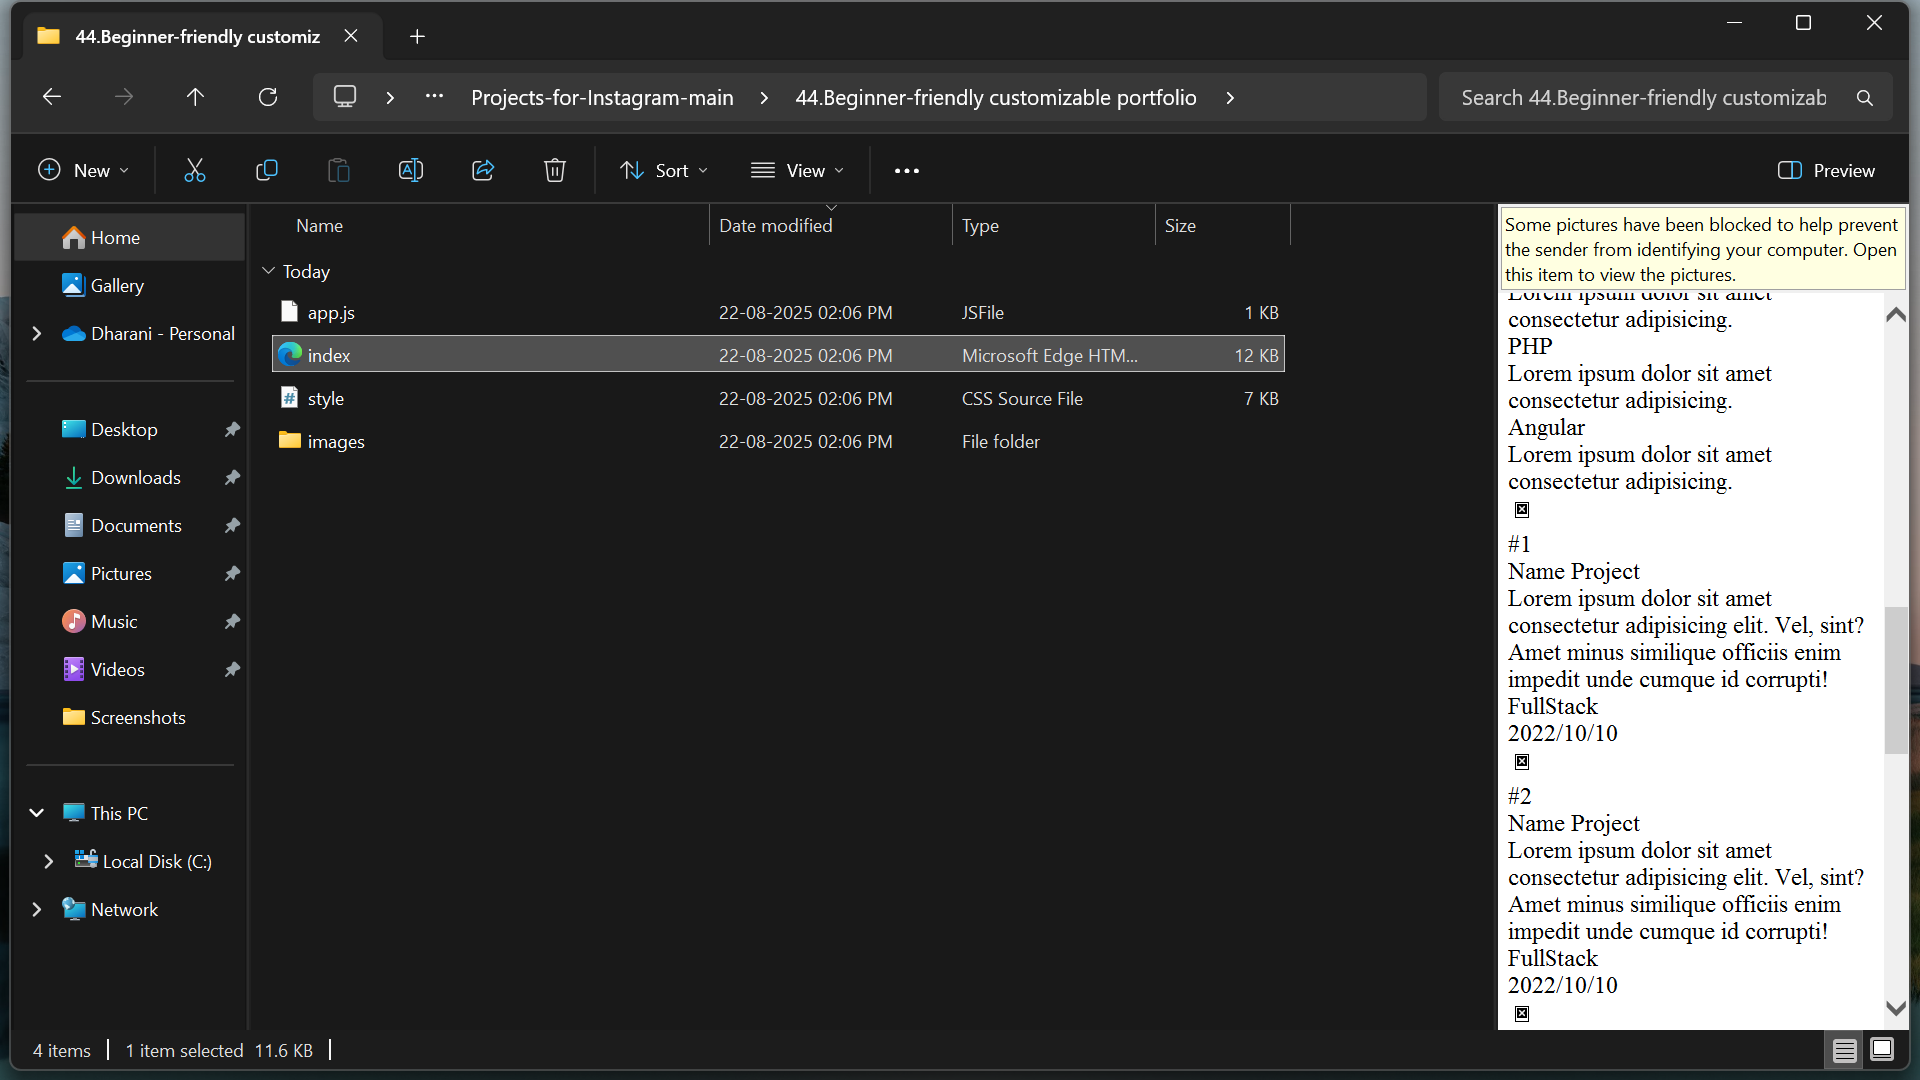 44.Beginner-friendly customiz
Projects-for-Instagram-main
44.Beginner-friendly customizable portfolio
Search 44.Beginner-friendly customizab
New
Sort
View
Preview
Home
Gallery
Dharani - Personal
Desktop
Downloads
Documents
Pictures
Music
Videos
Screenshots
This PC
Local Disk (C:)
Network
Name Date modified Type Size
Today
app.js 22-08-2025 02:06 PM JSFile 1 KB
index 22-08-2025 02:06 PM Microsoft Edge HTM... 12 KB
style 22-08-2025 02:06 PM CSS Source File 7 KB
images 22-08-2025 02:06 PM File folder
Some pictures have been blocked to help prevent
the sender from identifying your computer. Open
this item to view the pictures.
Lorem ipsum dolor sit amet
consectetur adipisicing.
PHP
Lorem ipsum dolor sit amet
consectetur adipisicing.
Angular
Lorem ipsum dolor sit amet
consectetur adipisicing.
#1
Name Project
Lorem ipsum dolor sit amet
consectetur adipisicing elit. Vel, sint?
Amet minus similique officiis enim
impedit unde cumque id corrupti!
FullStack
2022/10/10
#2
Name Project
Lorem ipsum dolor sit amet
consectetur adipisicing elit. Vel, sint?
Amet minus similique officiis enim
impedit unde cumque id corrupti!
FullStack
2022/10/10
4 items 1 item selected 11.6 KB